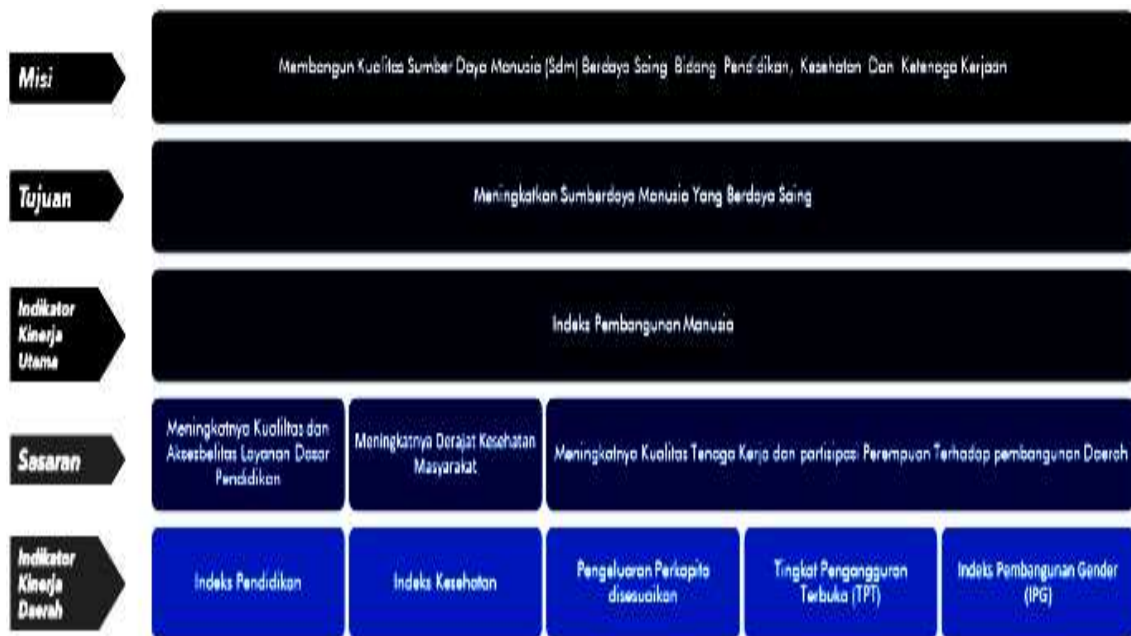 Misi
Membangun Kualitas Sumber Daya Manusia (Sdm) Berdaya Saing Bidang Pendidikan, Kesehatan Dan Ketenaga Kerjaan
Tujuan
Meningkatkan Sumberdaya Manusia Yang Berdaya Saing
Indikator
Kinerja
Utama
Indeks Pembangunan Manusia
Sasaran
Meningkatnya Kualiltas dan
Aksesbelitas Layanan Dasar
Pendidikan
Meningkatnya Derajat Kesehatan
Masyarakat
Meningkatnya Kualitas Tenaga Kerja dan partisipasi Perempuan Terhadap pembangunan Daerah
Indikator
Kinerja
Daerah
Indeks Pendidikan
Indeks Kesehatan
Pengeluaran Perkapita
disesuaikan
Tingkat Pengangguran
Terbuka (TPT)
Indeks Pembangunan Gender
(IPG)